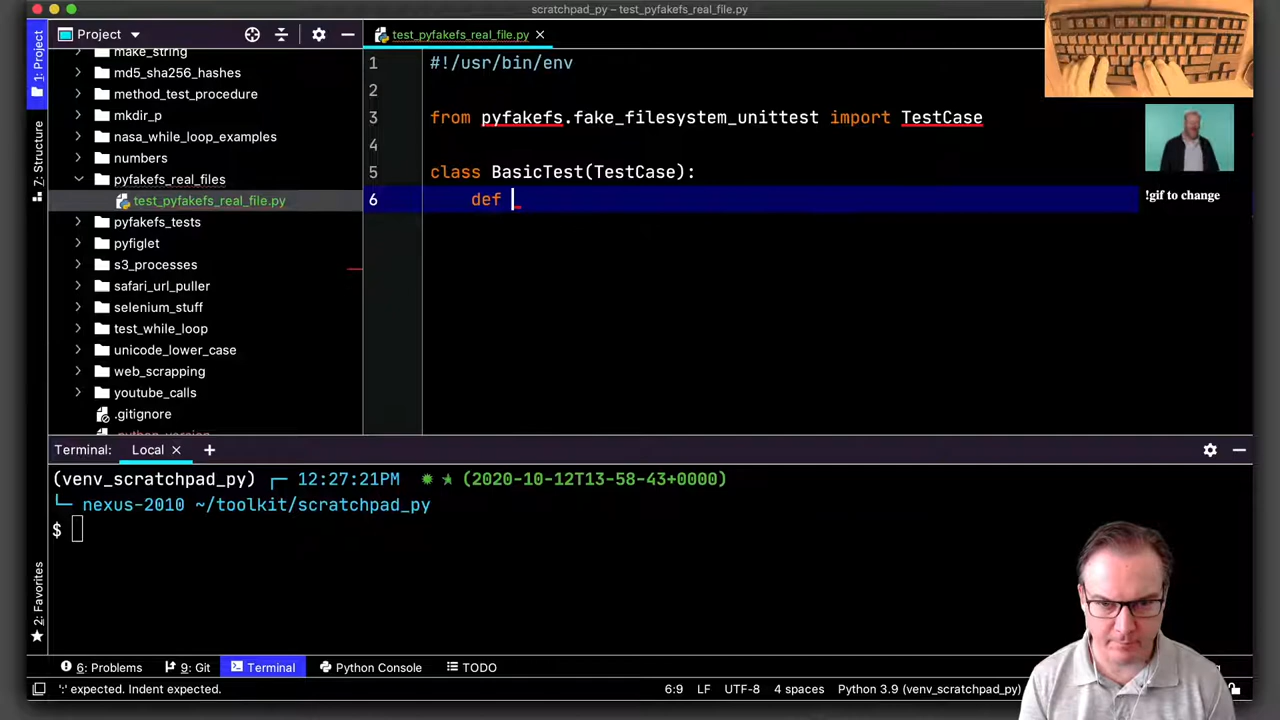 scratchpad_py – test_pyfakefs_real_file.py
1: Project
Project
test_pyfakefs_real_file.py
make_string
md5_sha256_hashes
method_test_procedure
mkdir_p
nasa_while_loop_examples
numbers
pyfakefs_real_files
test_pyfakefs_real_file.py
pyfakefs_tests
pyfiglet
s3_processes
safari_url_puller
selenium_stuff
test_while_loop
unicode_lower_case
web_scrapping
youtube_calls
.gitignore
.python_version
Z: Structure
2: Favorites
1 #!/usr/bin/env
2
3 from pyfakefs.fake_filesystem_unittest import TestCase
4
5 class BasicTest(TestCase):
6 def
!gif to change
Terminal: Local +
(venv_scratchpad_py) ┌─ 12:27:21PM ✹ ★ (2020-10-12T13-58-43+0000)
└─ nexus-2010 ~/toolkit/scratchpad_py
$
6: Problems 9: Git Terminal Python Console TODO
':' expected. Indent expected. 6:9 LF UTF-8 4 spaces Python 3.9 (venv_scratchpad_py)